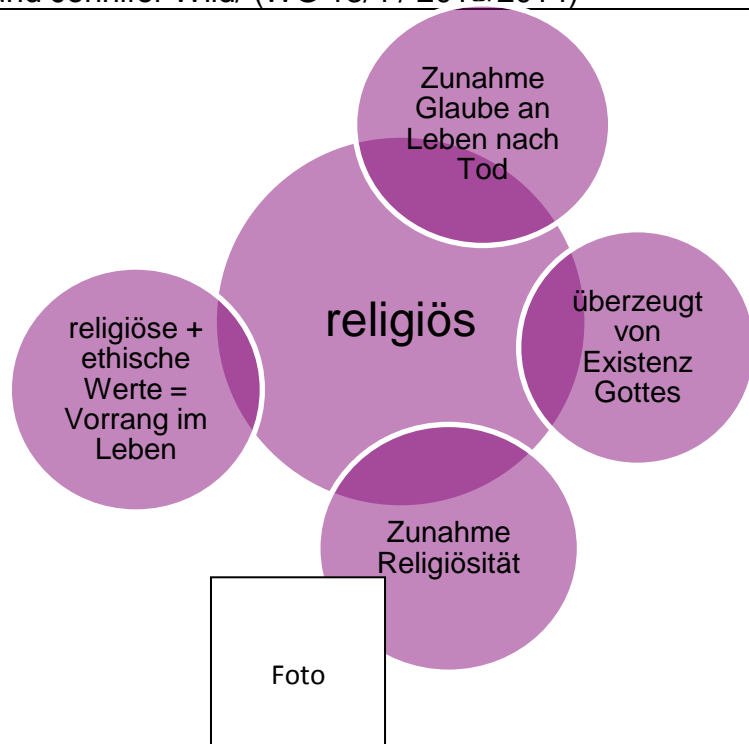 Zunahme
Glaube an
Leben nach
Tod
religiös
überzeugt
von
Existenz
Gottes
religiöse +
ethische
Werte =
Vorrang im
Leben
Zunahme
Religiösität
Foto